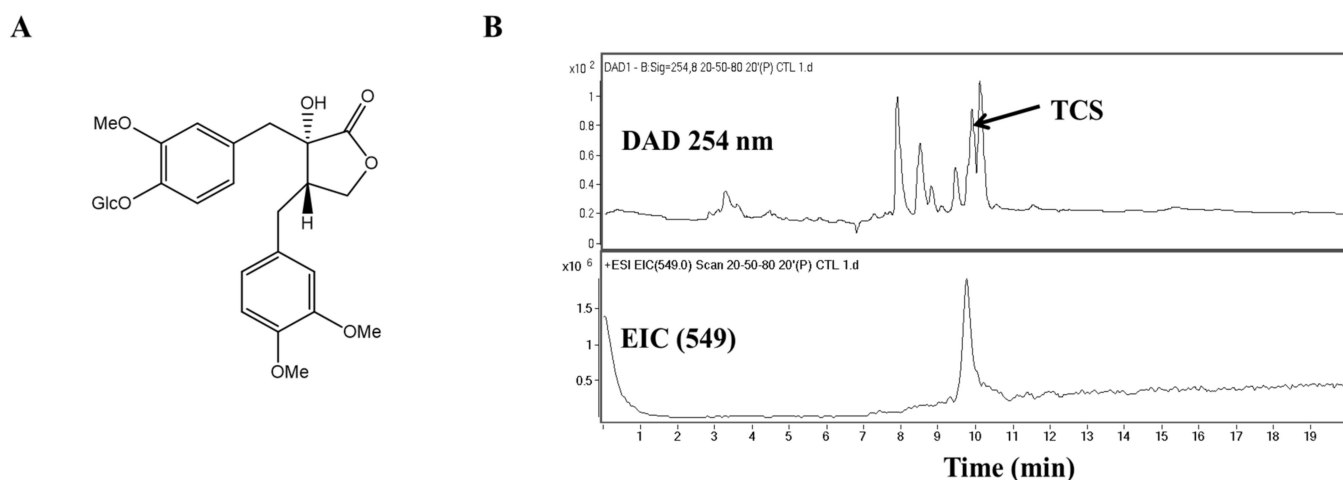 A
B
OH
O
MeO
O
GlcO
H
OMe
OMe
x10 2
DAD1 - B:Sig=254,8 20-50-80 20'(P) CTL 1.d
1
0.8
0.6
0.4
0.2
0
DAD 254 nm
TCS
x10 6
+ESI EIC(549.0) Scan 20-50-80 20'(P) CTL 1.d
1.5
1
0.5
EIC (549)
1 2 3 4 5 6 7 8 9 10 11 12 13 14 15 16 17 18 19
Time (min)